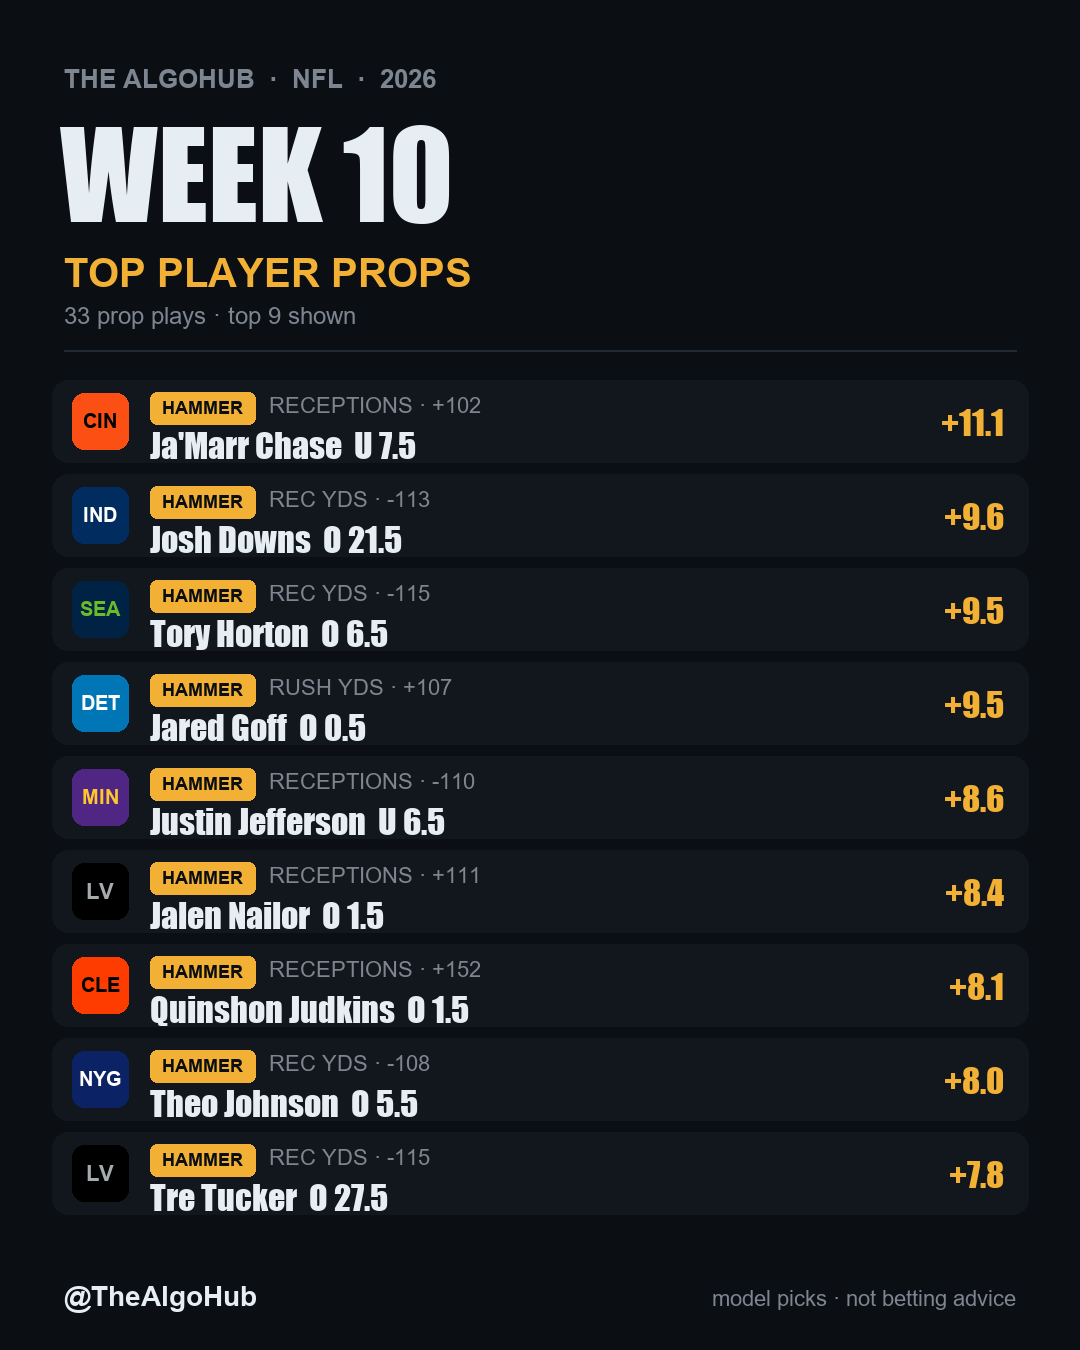 THE ALGOHUB · NFL · 2026
WEEK 10
TOP PLAYER PROPS
33 prop plays · top 9 shown
CIN HAMMER RECEPTIONS · +102
Ja'Marr Chase U 7.5
+11.1
IND HAMMER REC YDS · -113
Josh Downs O 21.5
+9.6
SEA HAMMER REC YDS · -115
Tory Horton O 6.5
+9.5
DET HAMMER RUSH YDS · +107
Jared Goff O 0.5
+9.5
MIN HAMMER RECEPTIONS · -110
Justin Jefferson U 6.5
+8.6
LV HAMMER RECEPTIONS · +111
Jalen Nailor O 1.5
+8.4
CLE HAMMER RECEPTIONS · +152
Quinshon Judkins O 1.5
+8.1
NYG HAMMER REC YDS · -108
Theo Johnson O 5.5
+8.0
LV HAMMER REC YDS · -115
Tre Tucker O 27.5
+7.8
@TheAlgoHub
model picks · not betting advice